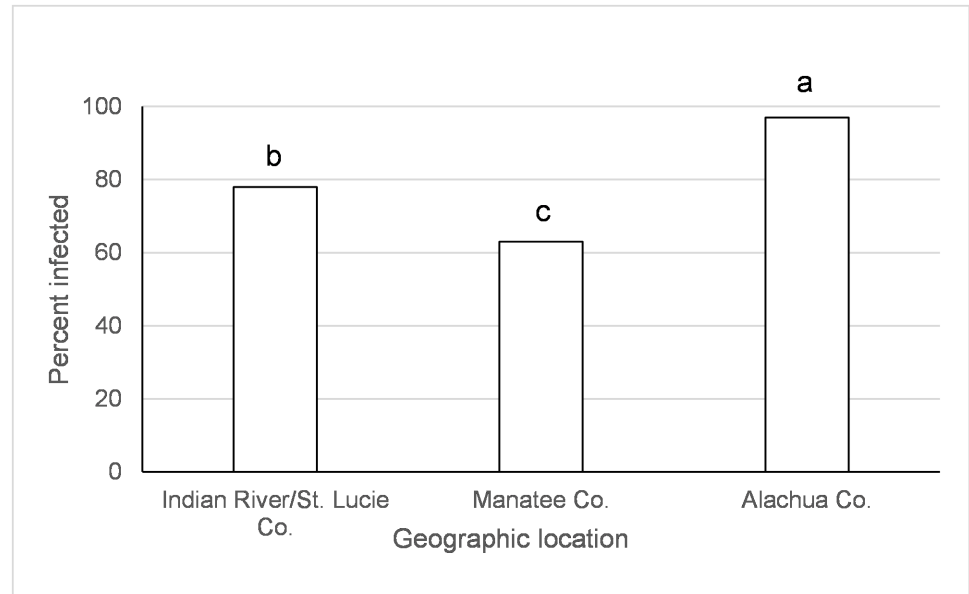 a
100
b
80
c
60
40
20
0
Percent infected
Indian River/St. Lucie
Co.
Manatee Co.
Alachua Co.
Geographic location